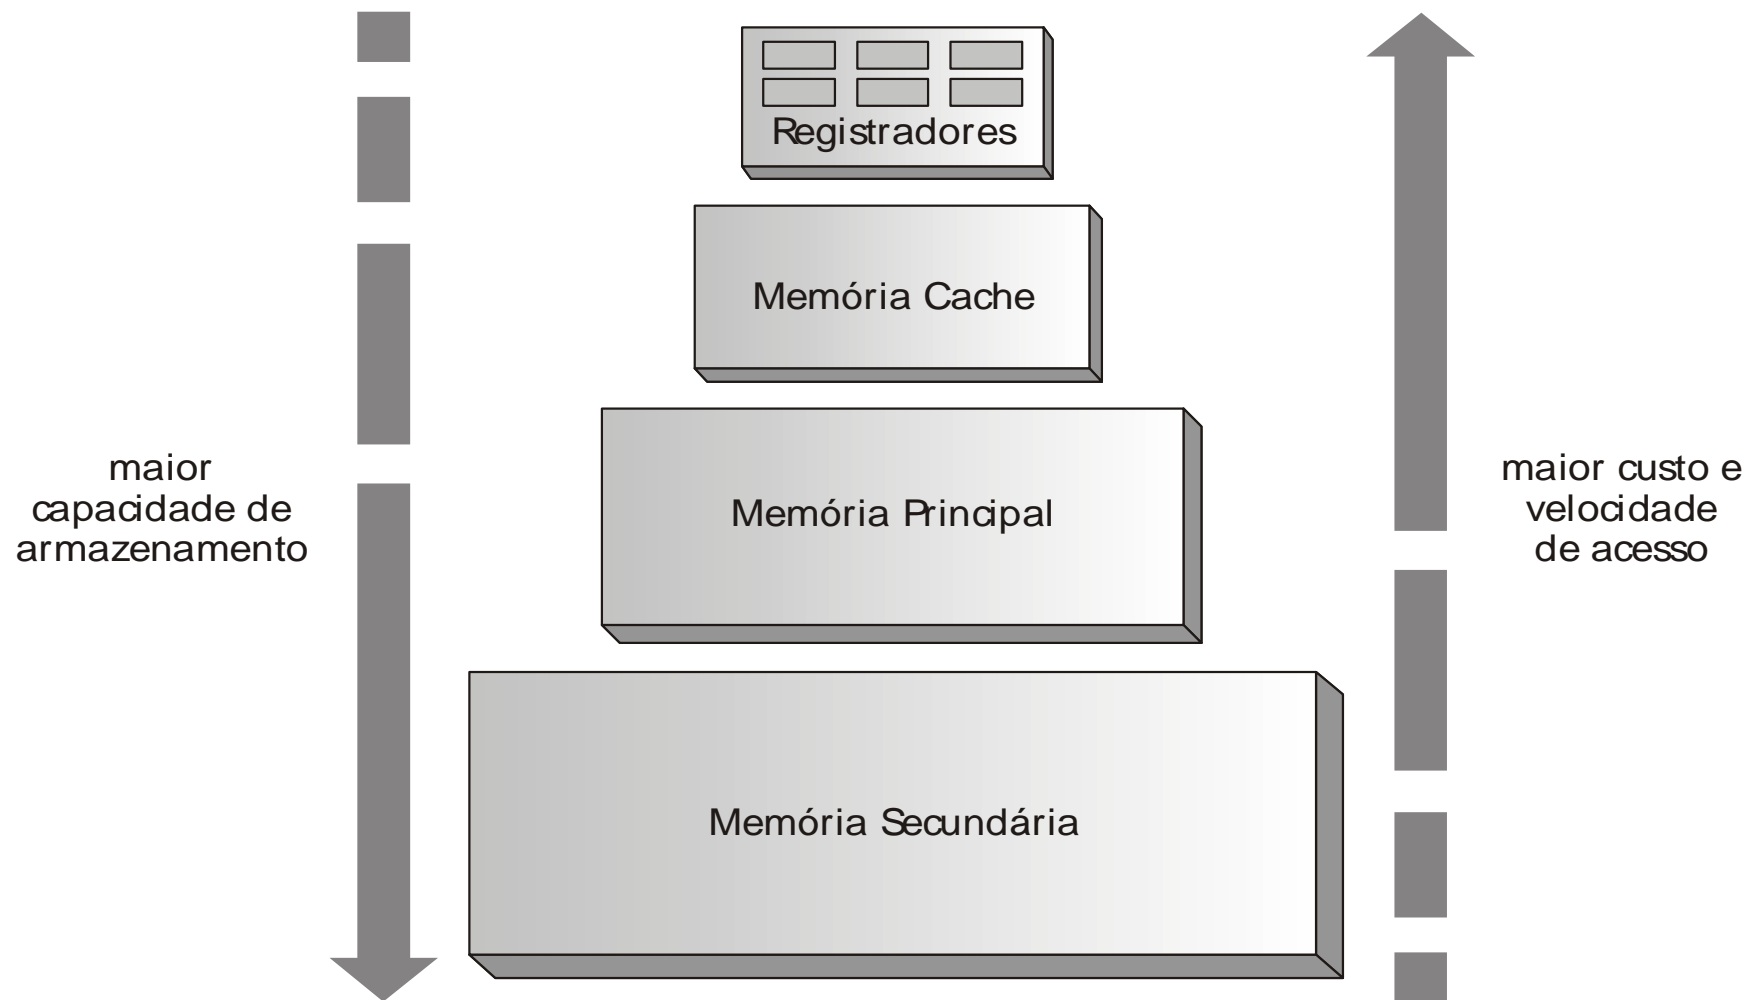 Registradores
Memória Cache
Memória Principal
Memória Secundária
maior
capacidade de
armazenamento
maior custo e
velocidade
de acesso